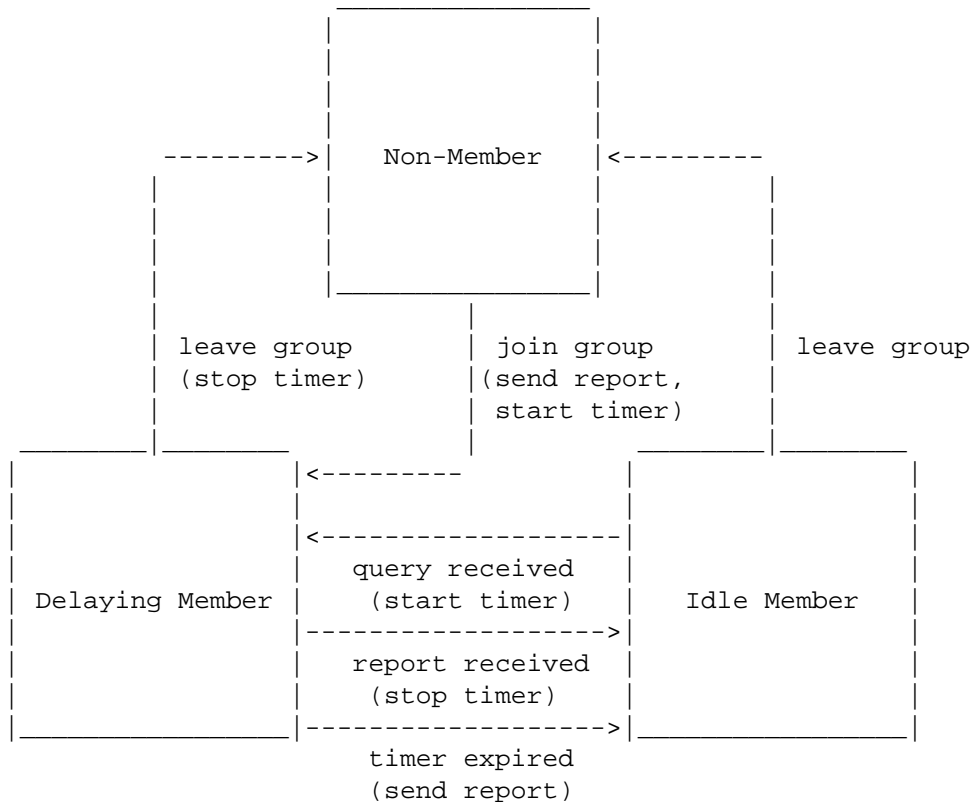 Non-Member
leave group
(stop timer)
join group
(send report,
start timer)
leave group
query received
(start timer)
Delaying Member
Idle Member
report received
(stop timer)
timer expired
(send report)